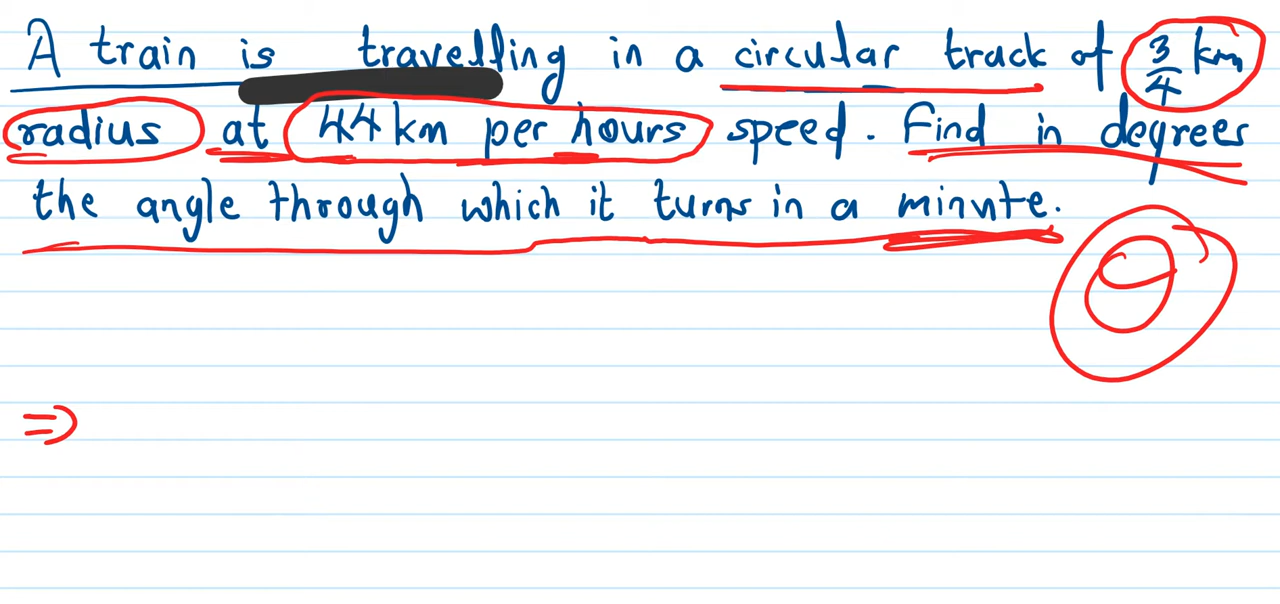 A train is travelling in a circular track of 3/4 km
radius at 44 km per hours speed. Find in degrees
the angle through which it turns in a minute.
θ
⇒